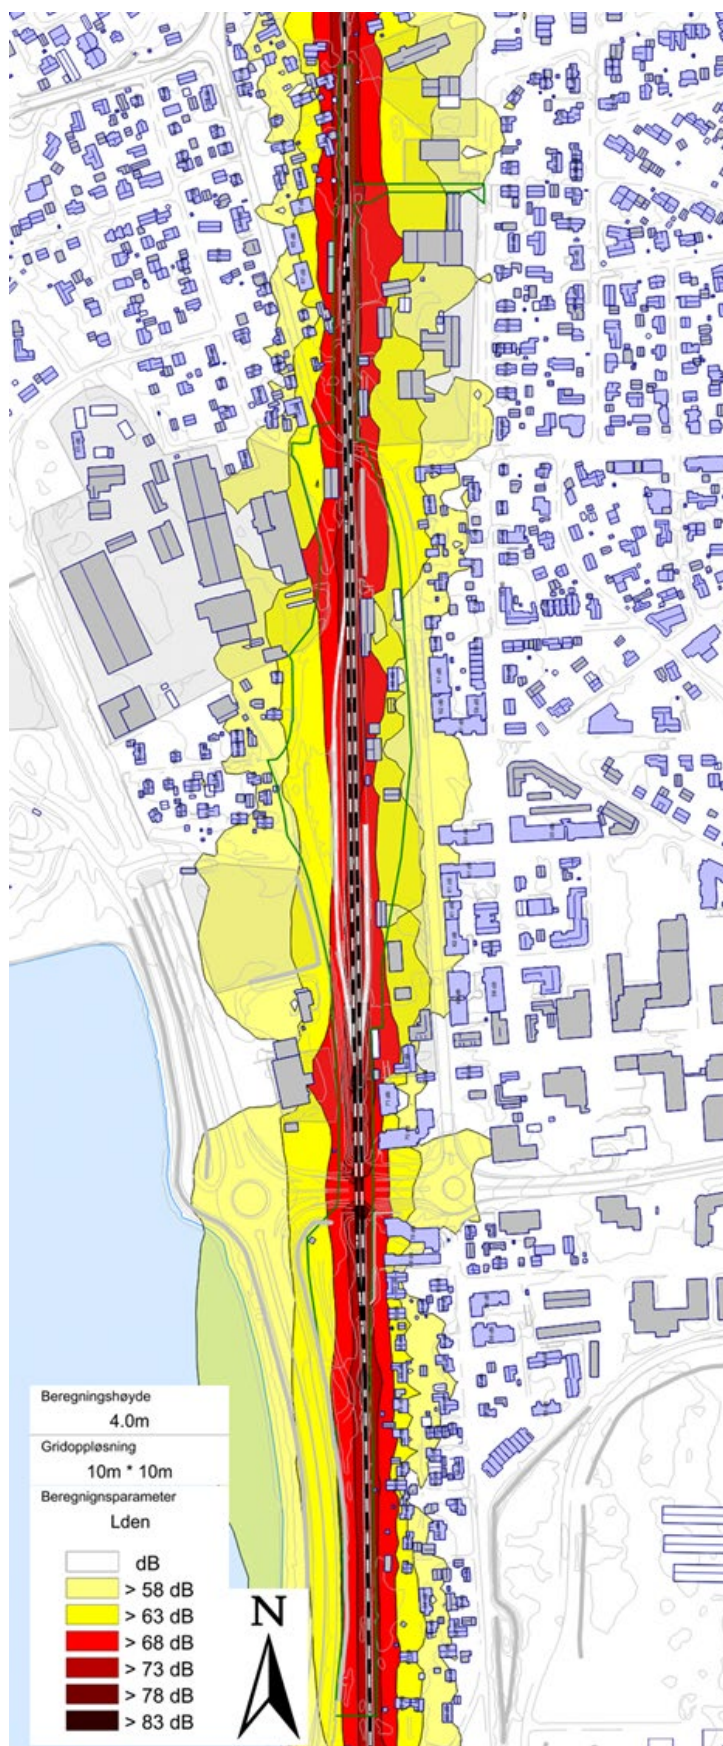 Beregningshøyde
4.0m
Gridoppløsning
10m * 10m
Beregnignsparameter
Lden
dB
> 58 dB
> 63 dB
> 68 dB
> 73 dB
> 78 dB
> 83 dB
N